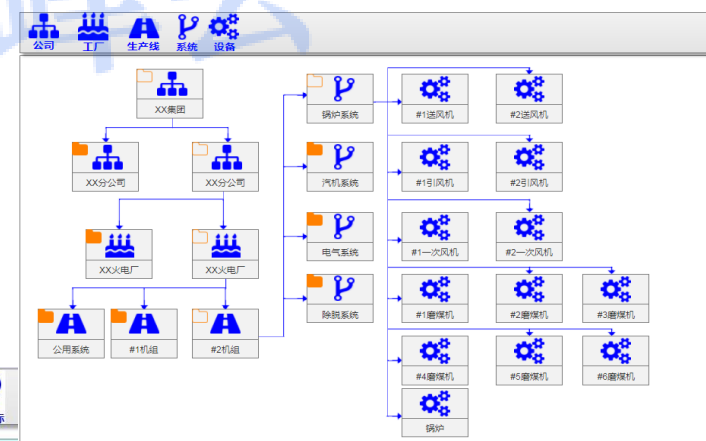 公司 工厂 生产线 系统 设备
XX集团
XX分公司 XX分公司
XX火电厂 XX火电厂
公用系统 #1机组 #2机组
锅炉系统 #1送风机 #2送风机
汽机系统 #1引风机 #2引风机
电气系统 #1一次风机 #2一次风机
除脱系统 #1磨煤机 #2磨煤机 #3磨煤机
#4磨煤机 #5磨煤机 #6磨煤机
锅炉
标